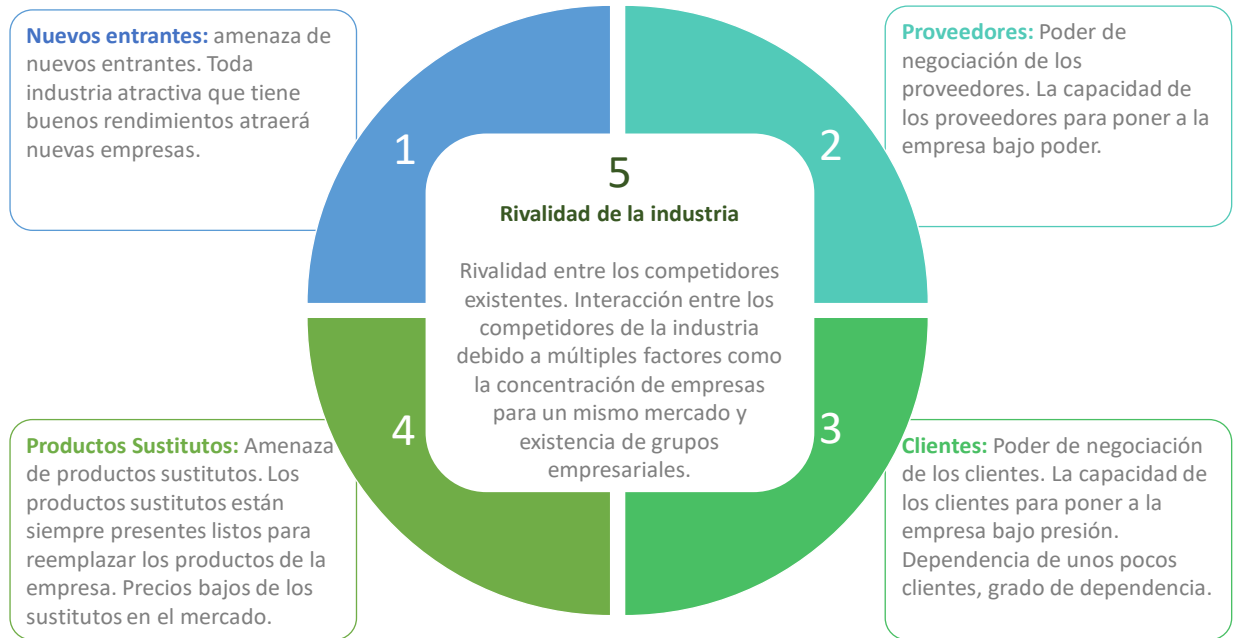 Nuevos entrantes: amenaza de
nuevos entrantes. Toda
industria atractiva que tiene
buenos rendimientos atraerá
nuevas empresas.
1
Proveedores: Poder de
negociación de los
proveedores. La capacidad de
los proveedores para poner a la
empresa bajo poder.
2
5
Rivalidad de la industria
Rivalidad entre los competidores
existentes. Interacción entre los
competidores de la industria
debido a múltiples factores como
la concentración de empresas
para un mismo mercado y
existencia de grupos
empresariales.
4
Productos Sustitutos: Amenaza
de productos sustitutos. Los
productos sustitutos están
siempre presentes listos para
reemplazar los productos de la
empresa. Precios bajos de los
sustitutos en el mercado.
3
Clientes: Poder de negociación
de los clientes. La capacidad de
los clientes para poner a la
empresa bajo presión.
Dependencia de unos pocos
clientes, grado de dependencia.